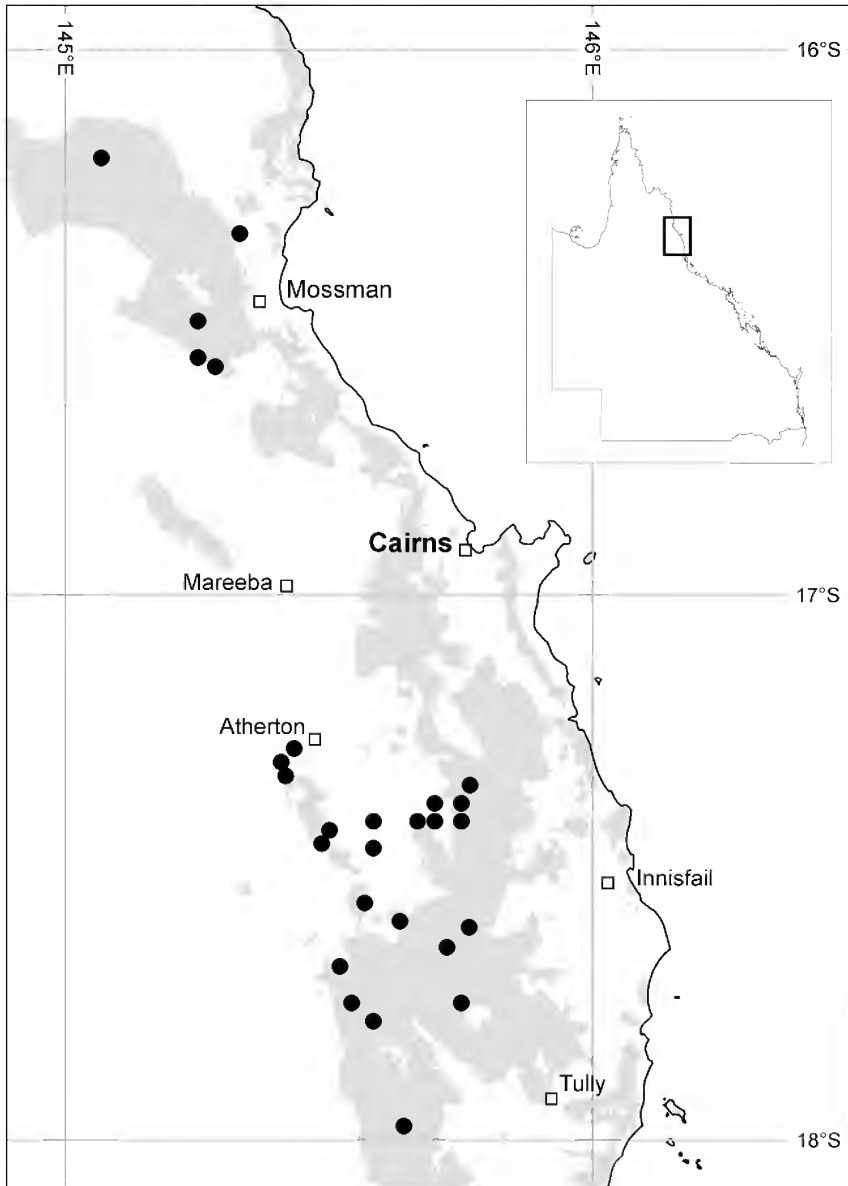 145°E
146°E
16°S
Mossman
Cairns
Mareeba
17°S
Atherton
Innisfail
Tully
18°S